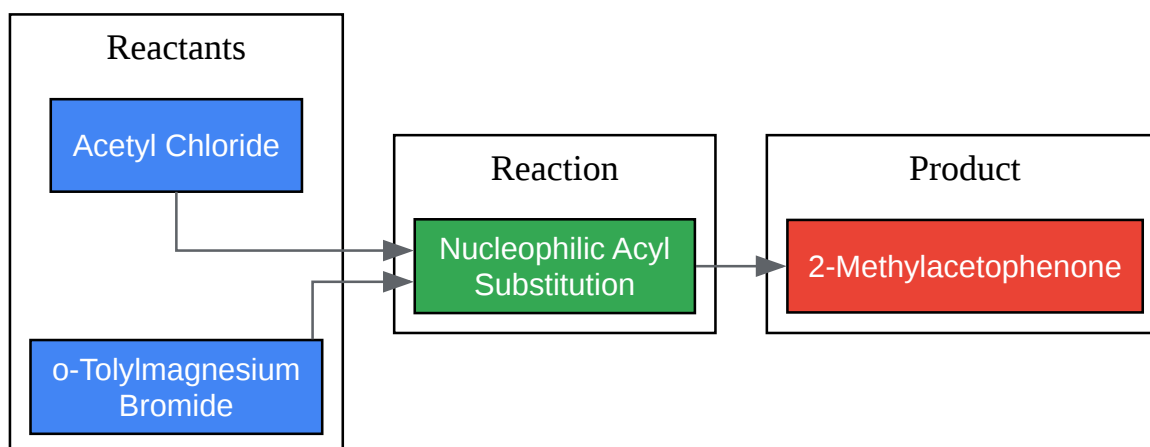 Reactants
Acetyl Chloride
o-Tolylmagnesium
Bromide
Reaction
Nucleophilic Acyl
Substitution
Product
2-Methylacetophenone